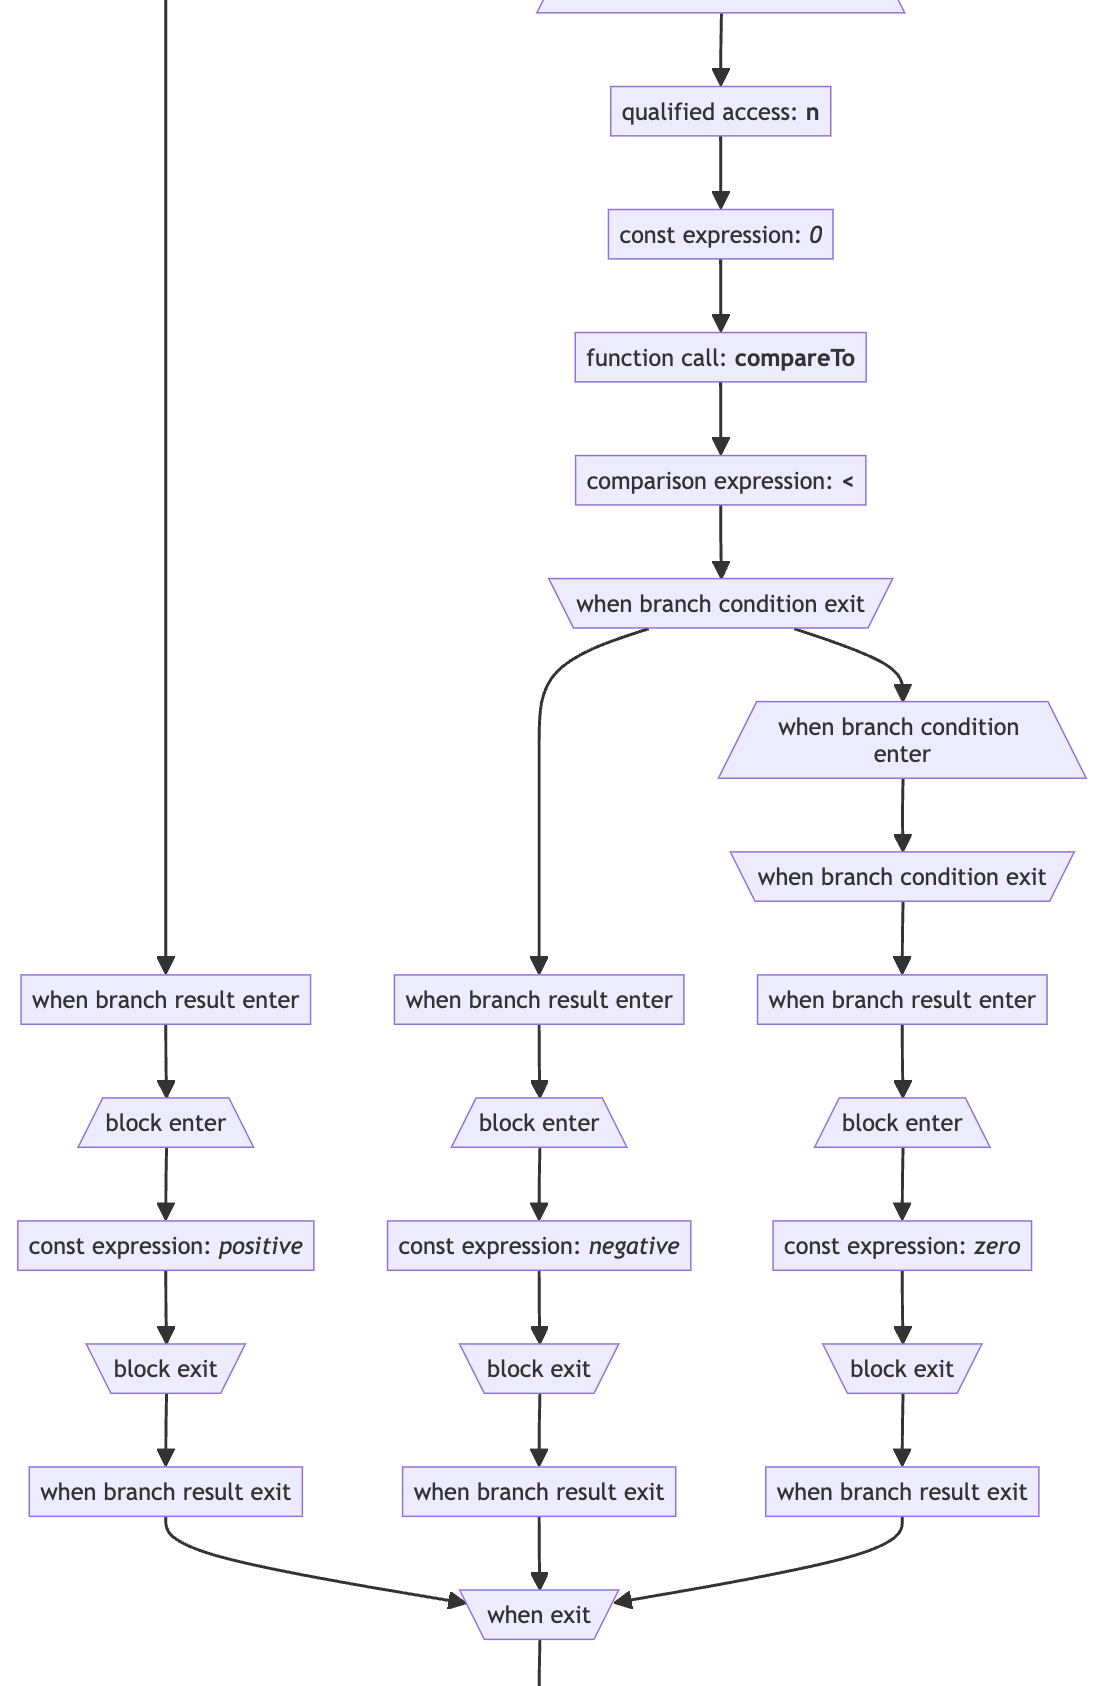 qualified access: n
const expression: 0
function call: compareTo
comparison expression: <
when branch condition exit
when branch condition
enter
when branch condition exit
when branch result enter
when branch result enter
when branch result enter
block enter
block enter
block enter
const expression: positive
const expression: negative
const expression: zero
block exit
block exit
block exit
when branch result exit
when branch result exit
when branch result exit
when exit